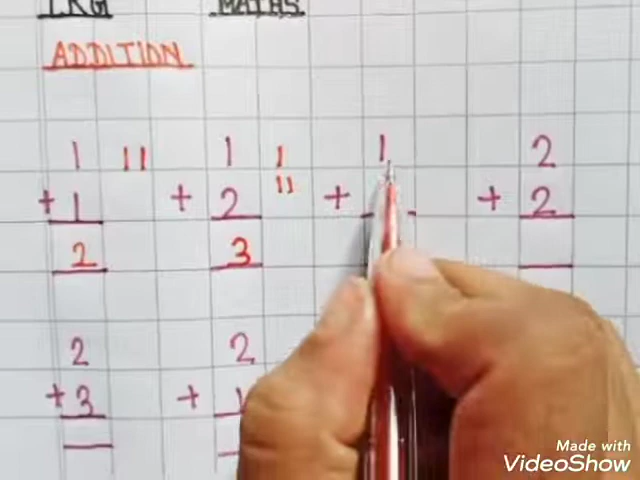 LKG MATHS
ADDITION
1 11 1 1 1 2
+ 1 + 2 11 + + 2
2 3
2 2
+ 3 + 1
Made with
VideoShow